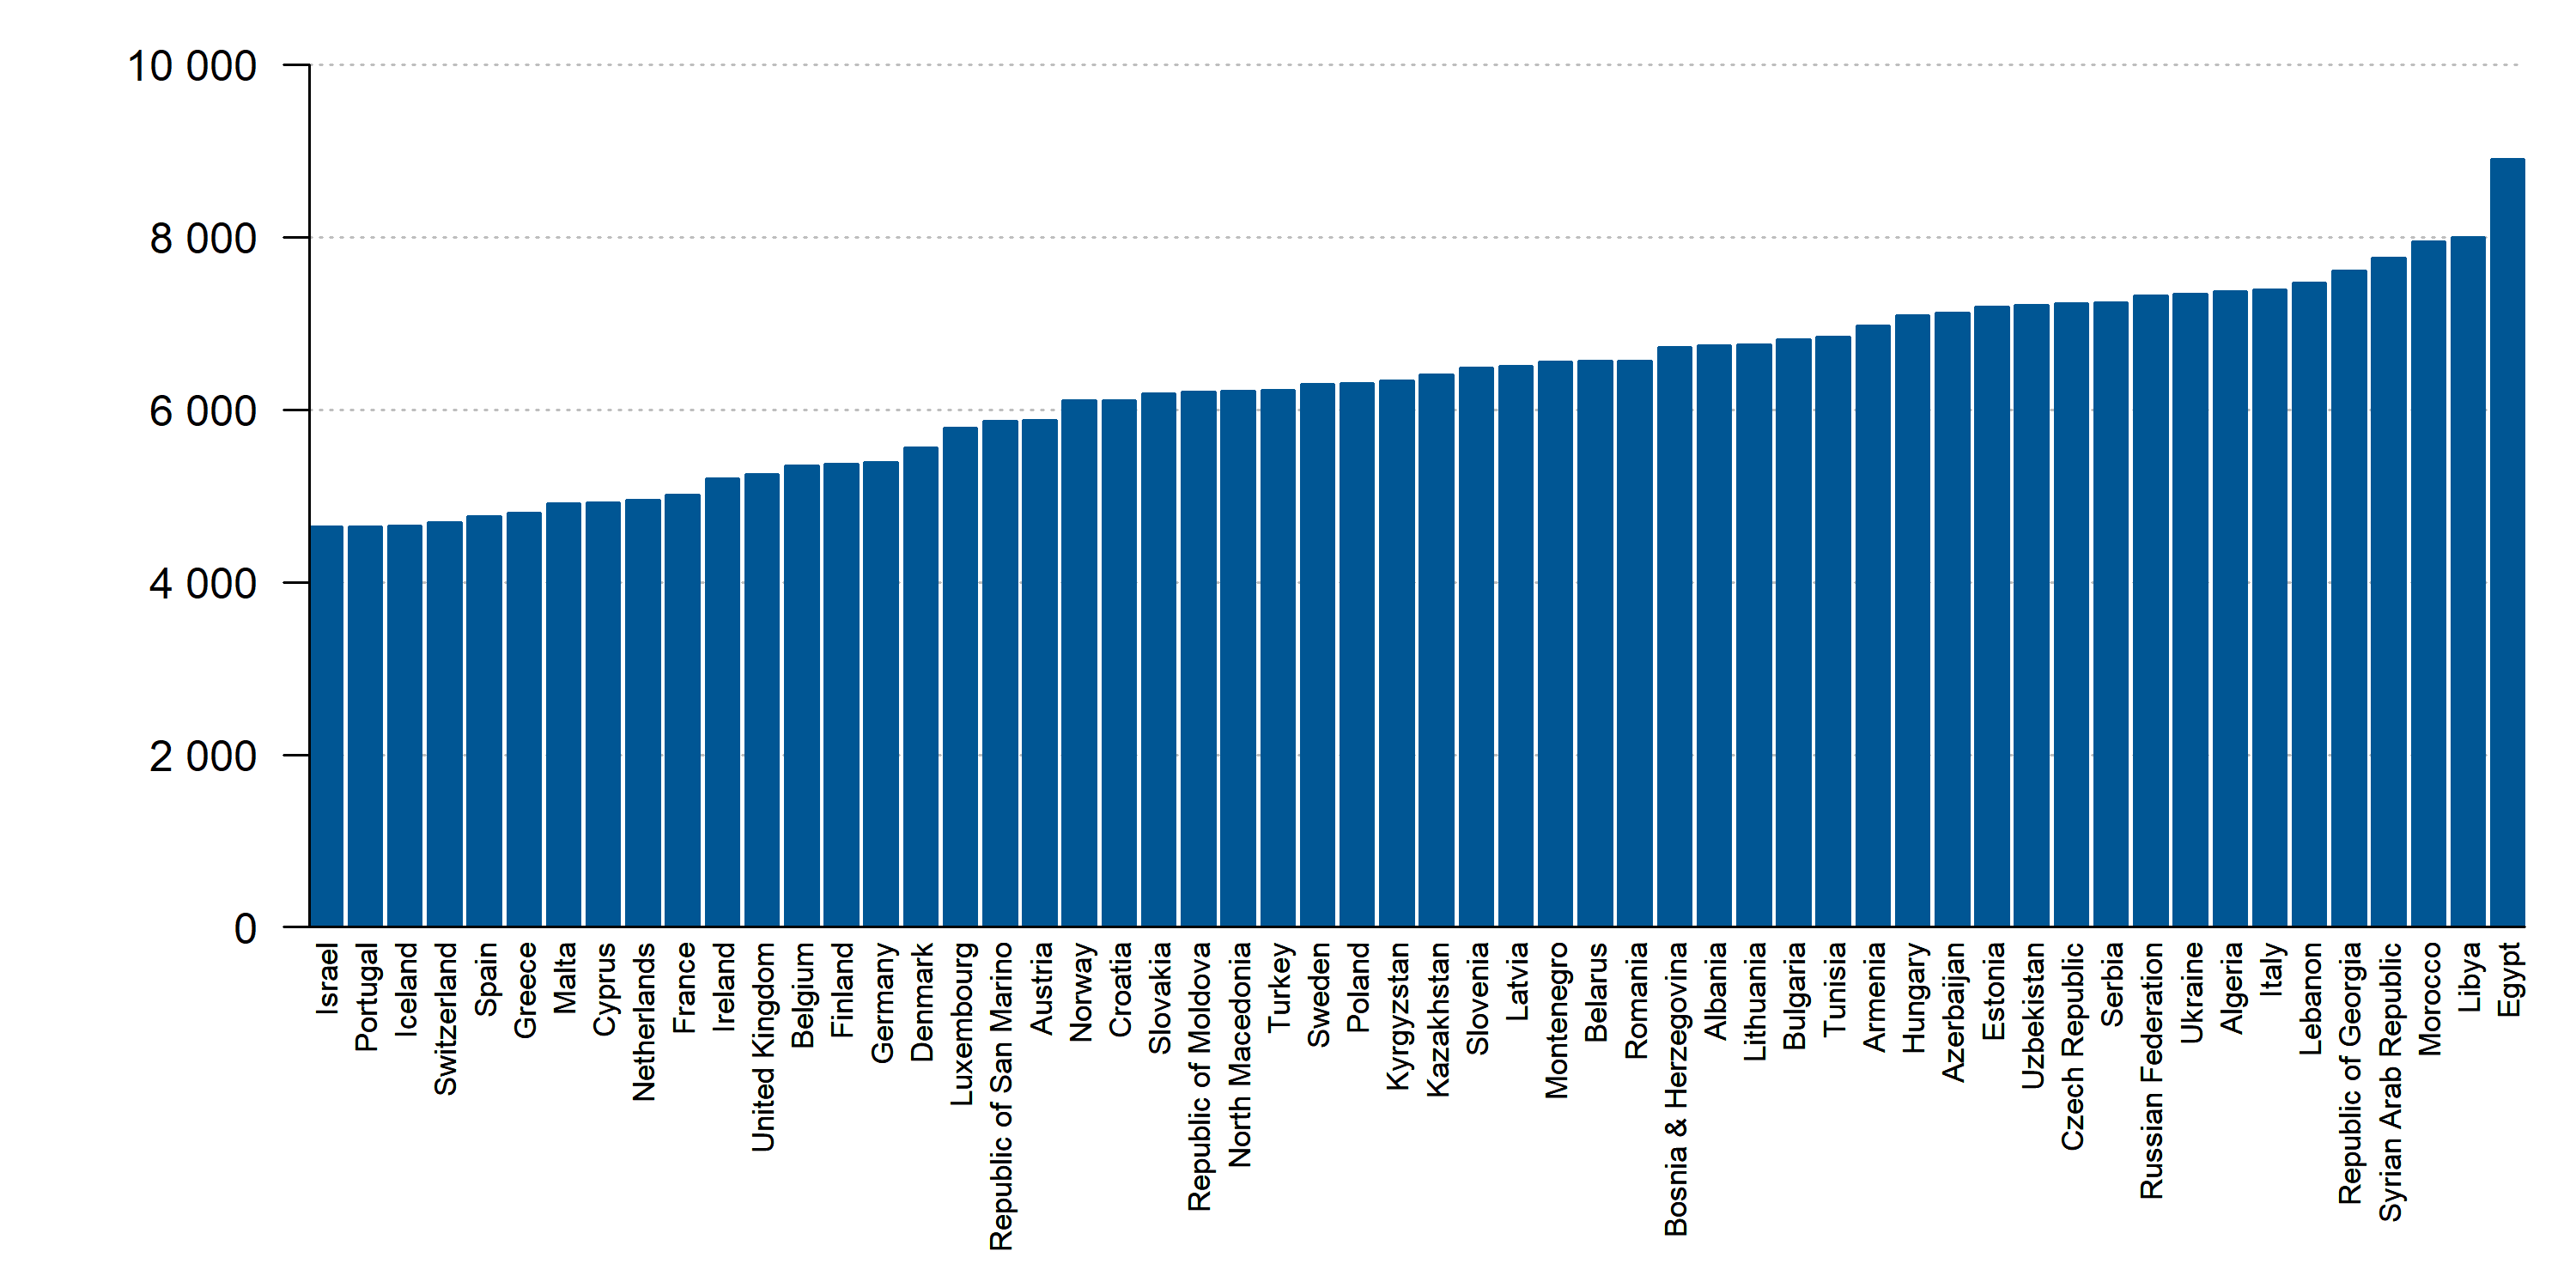 10 000
8 000
6 000
4 000
2 000
0
Israel
Portugal
Iceland
Switzerland
Spain
Greece
Malta
Cyprus
Netherlands
France
Ireland
United Kingdom
Belgium
Finland
Germany
Denmark
Luxembourg
Republic of San Marino
Austria
Norway
Croatia
Slovakia
Republic of Moldova
North Macedonia
Turkey
Sweden
Poland
Kyrgyzstan
Kazakhstan
Slovenia
Latvia
Montenegro
Belarus
Romania
Bosnia & Herzegovina
Albania
Lithuania
Bulgaria
Tunisia
Armenia
Hungary
Azerbaijan
Estonia
Uzbekistan
Czech Republic
Serbia
Russian Federation
Ukraine
Algeria
Italy
Lebanon
Republic of Georgia
Syrian Arab Republic
Morocco
Libya
Egypt